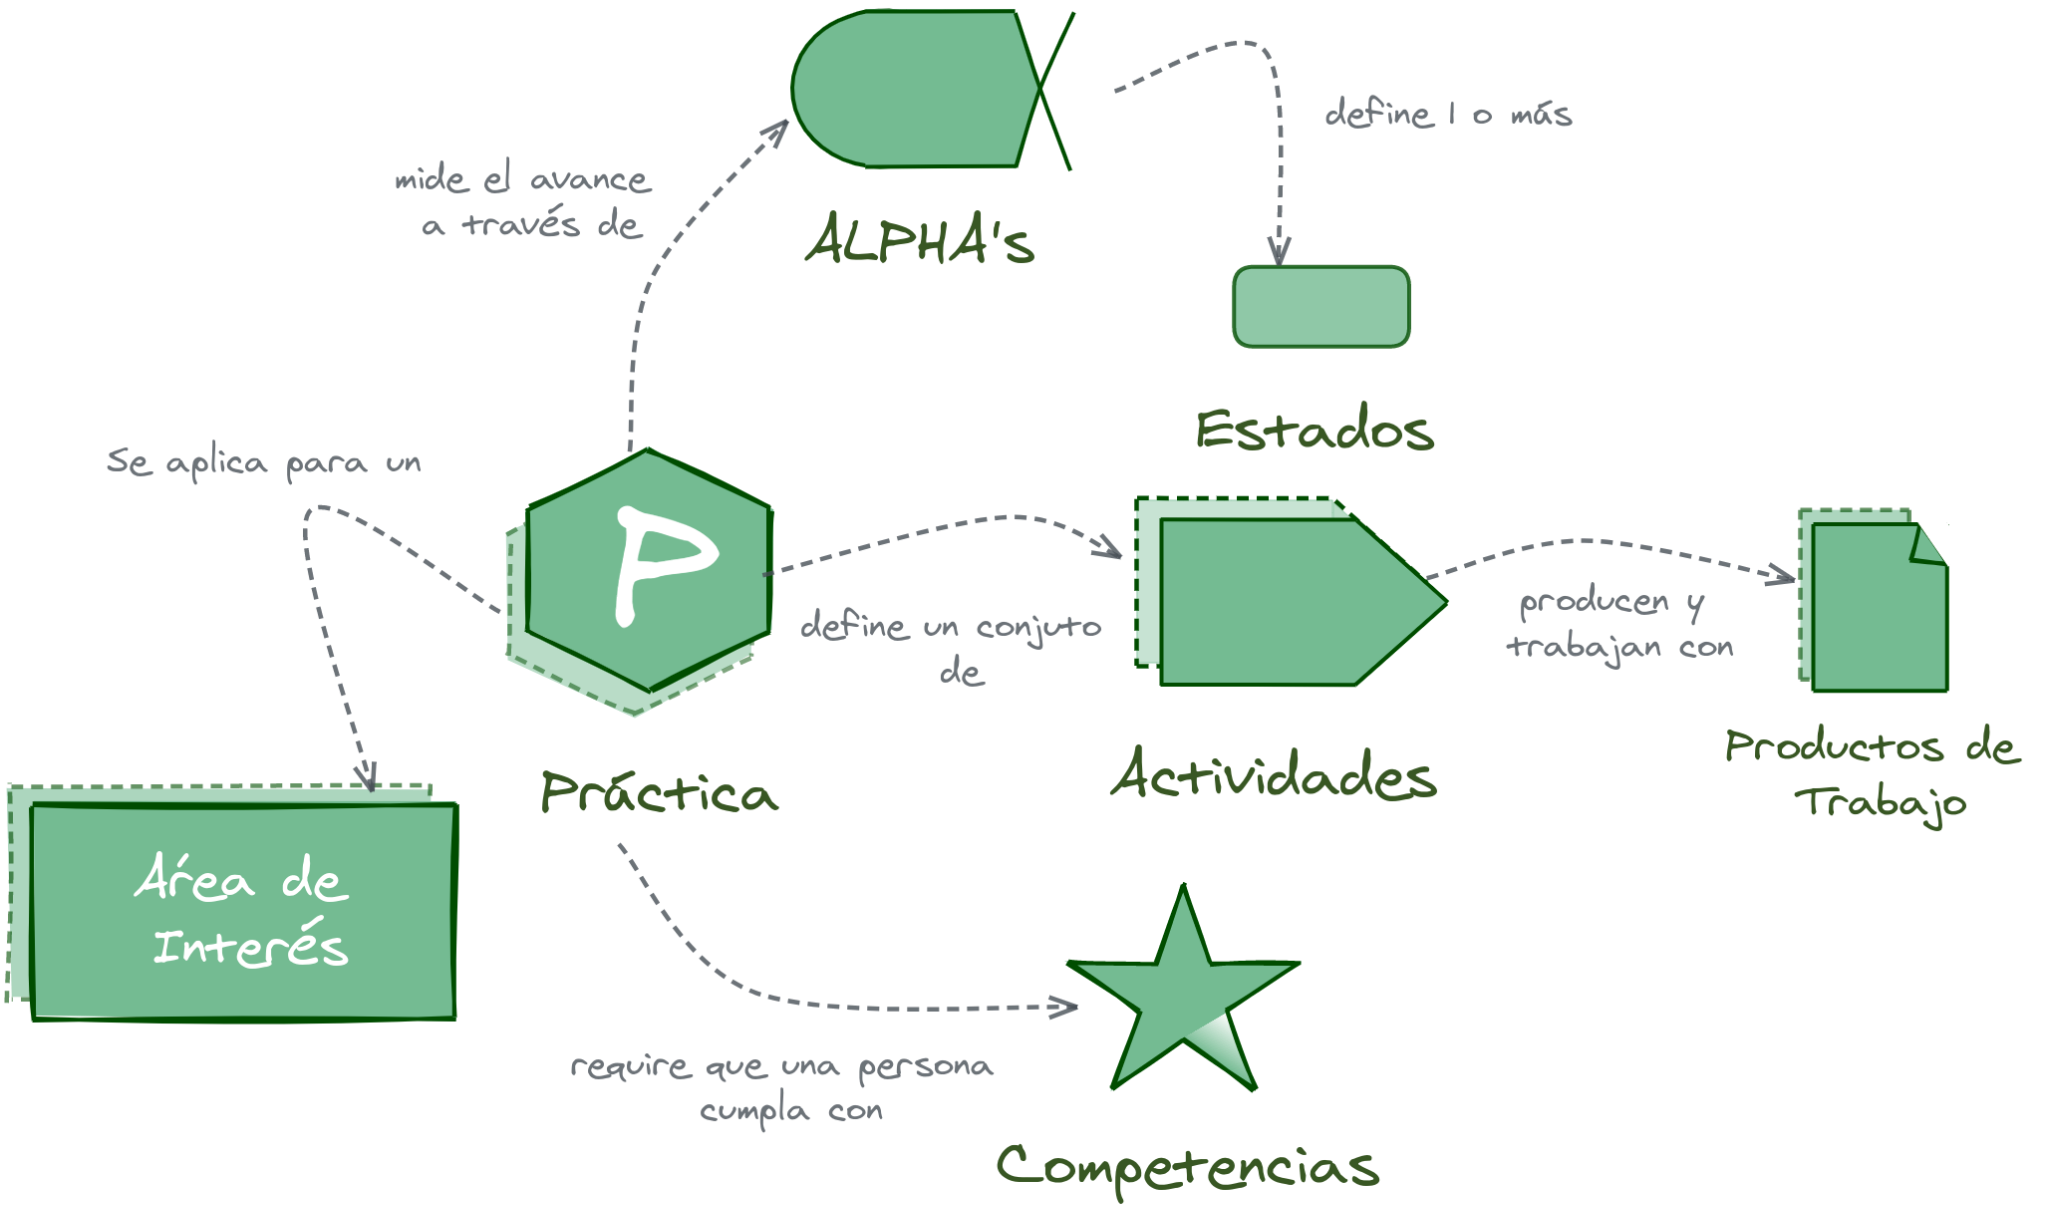 define 1 o más
mide el avance
a través de
ALPHA's
Estados
Se aplica para un
P
define un conjuto
de
producen y
trabajan con
Práctica
Actividades
Productos de
Trabajo
Área de
Interés
require que una persona
cumpla con
Competencias